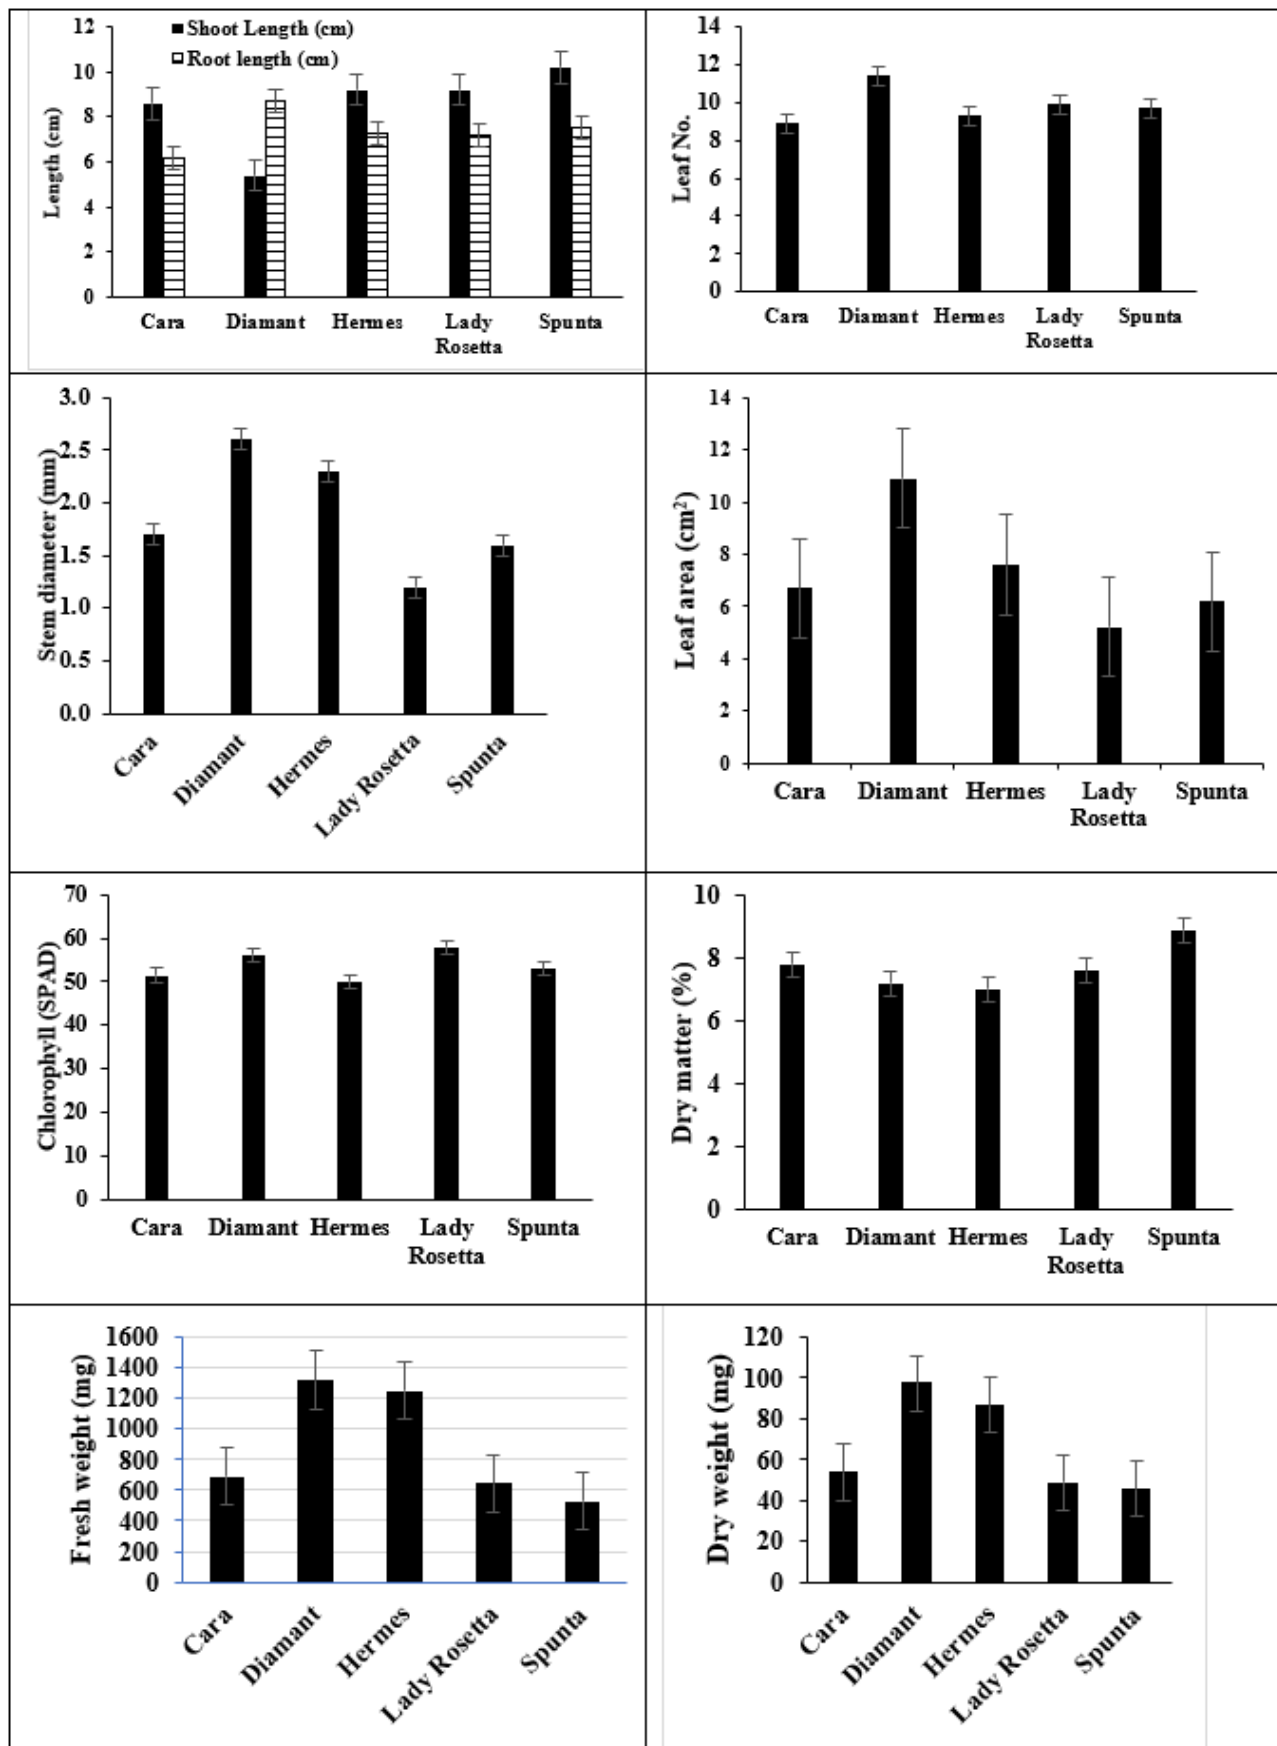 12
10
8
6
4
2
0
Length (cm)
Shoot Length (cm)
Root length (cm)
Cara Diamant Hermes Lady Spunta
Rosetta
14
12
10
8
6
4
2
0
Leaf No.
Cara Diamant Hermes Lady Spunta
Rosetta
3.0
2.5
2.0
1.5
1.0
0.5
0.0
Stem diameter (mm)
Cara Diamant Hermes Lady Rosetta Spunta
14
12
10
8
6
4
2
0
Leaf area (cm²)
Cara Diamant Hermes Lady Spunta
Rosetta
70
60
50
40
30
20
10
0
Chlorophyll (SPAD)
Cara Diamant Hermes Lady Spunta
Rosetta
10
8
6
4
2
0
Dry matter (%)
Cara Diamant Hermes Lady Spunta
Rosetta
1600
1400
1200
1000
800
600
400
200
0
Fresh weight (mg)
Cara Diamant Hermes Lady Rosetta Spunta
120
100
80
60
40
20
0
Dry weight (mg)
Cara Diamant Hermes Lady Rosetta Spunta